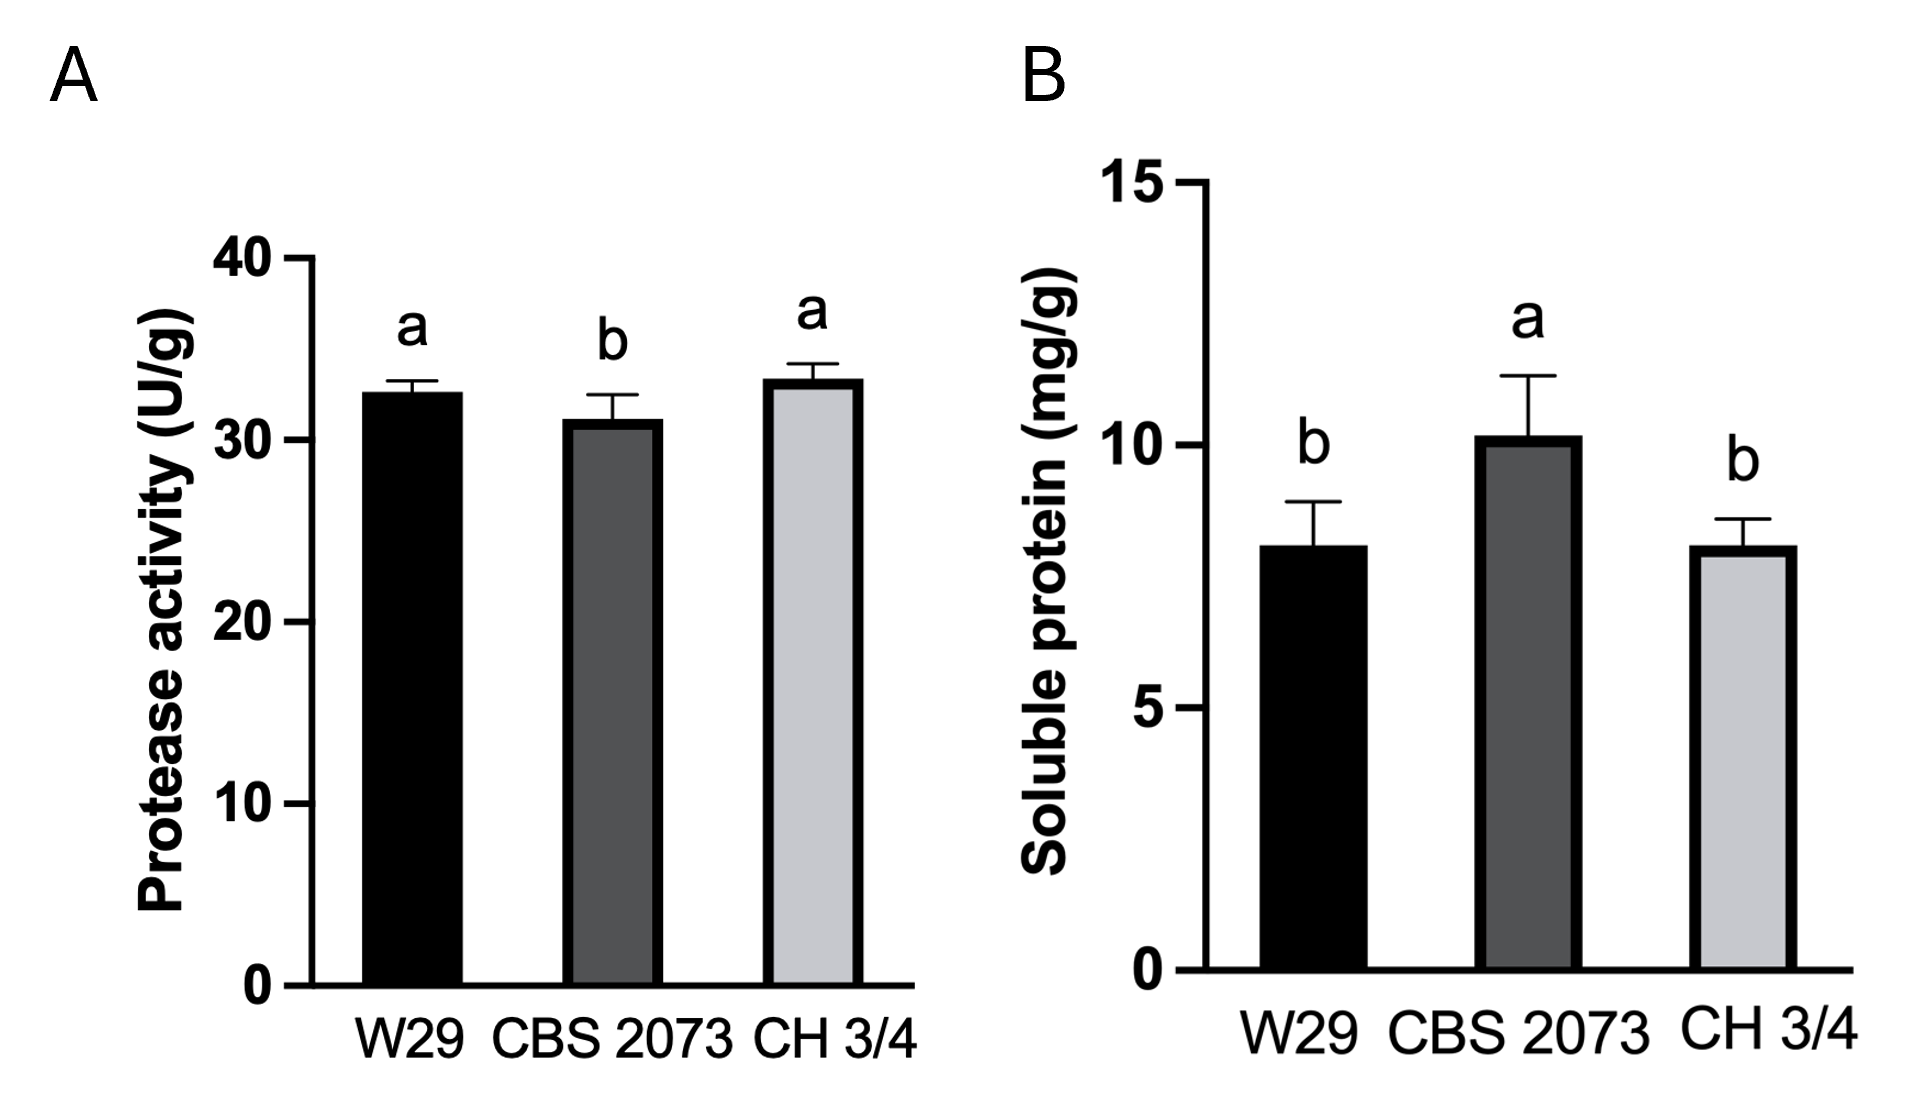 A
Protease activity (U/g)
40
30
20
10
0
a
b
a
W29 CBS 2073 CH 3/4
B
Soluble protein (mg/g)
15
10
5
0
b
a
b
W29 CBS 2073 CH 3/4